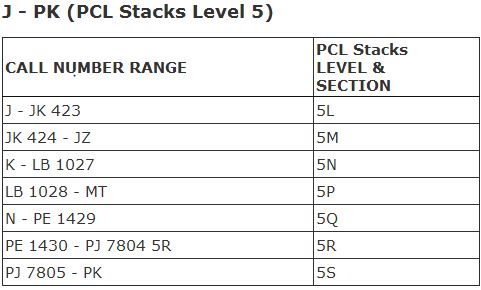 J - PK (PCL Stacks Level 5)
CALL NUMBER RANGE
PCL Stacks
LEVEL &
SECTION
J - JK 423 5L
JK 424 - JZ 5M
K - LB 1027 5N
LB 1028 - MT 5P
N - PE 1429 5Q
PE 1430 - PJ 7804 5R 5R
PJ 7805 - PK 5S